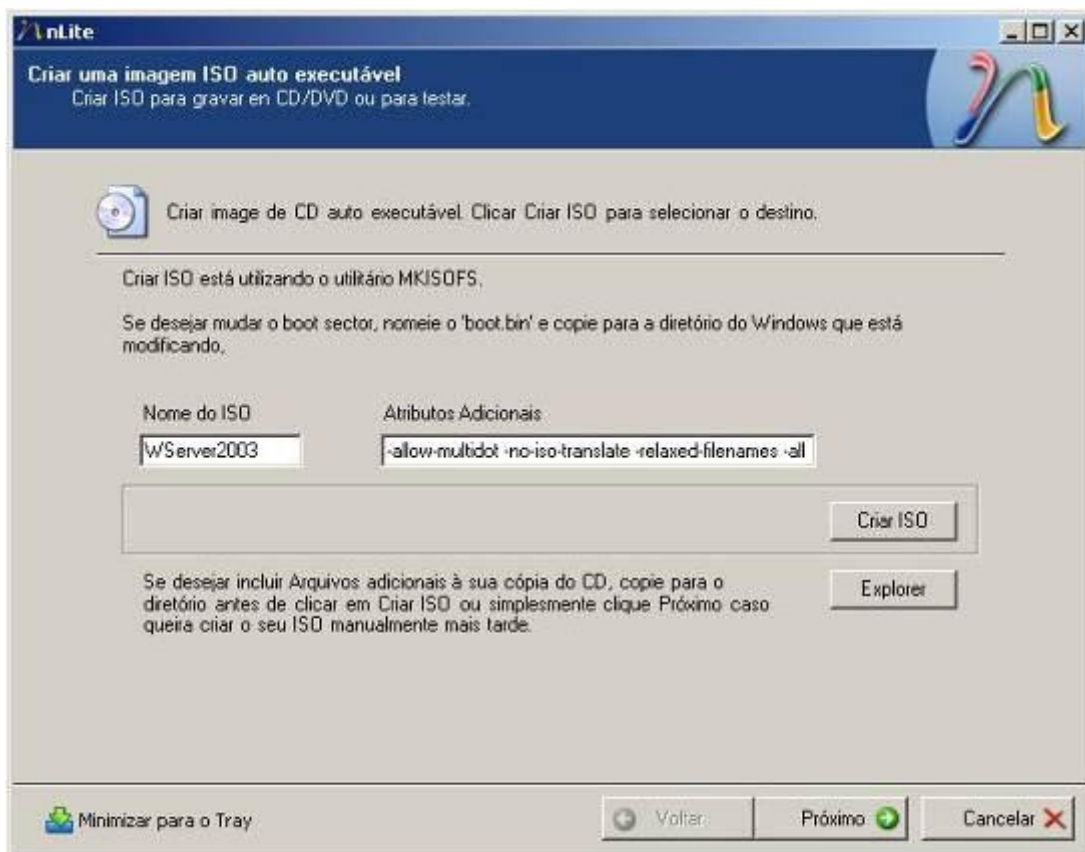 nLite
Criar uma imagem ISO auto executável
Criar ISO para gravar en CD/DVD ou para testar.
Criar image de CD auto executável. Clicar Criar ISO para selecionar o destino.
Criar ISO está utilizando o utilitário MKISOFS.
Se desejar mudar o boot sector, nomeie o 'boot.bin' e copie para a diretório do Windows que está
modificando.
Nome do ISO Atributos Adicionais
WServer2003 -allow-multidot -no-iso-translate -relaxed-filenames -all
Criar ISO
Se desejar incluir Arquivos adicionais à sua cópia do CD, copie para o
diretório antes de clicar em Criar ISO ou simplesmente clique Próximo caso
queira criar o seu ISO manualmente mais tarde.
Explorer
Minimizar para o Tray Voltar Próximo Cancelar